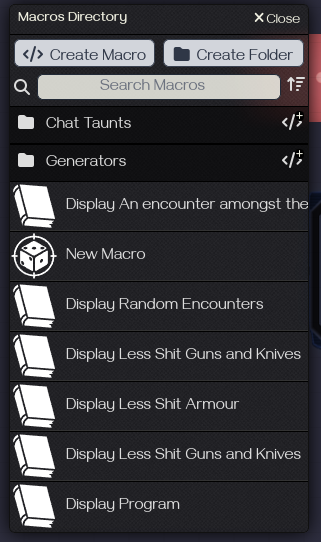 Macros Directory
Close
Create Macro
Create Folder
Search Macros
Chat Taunts
Generators
Display An encounter amongst the
New Macro
Display Random Encounters
Display Less Shit Guns and Knives
Display Less Shit Armour
Display Less Shit Guns and Knives
Display Program